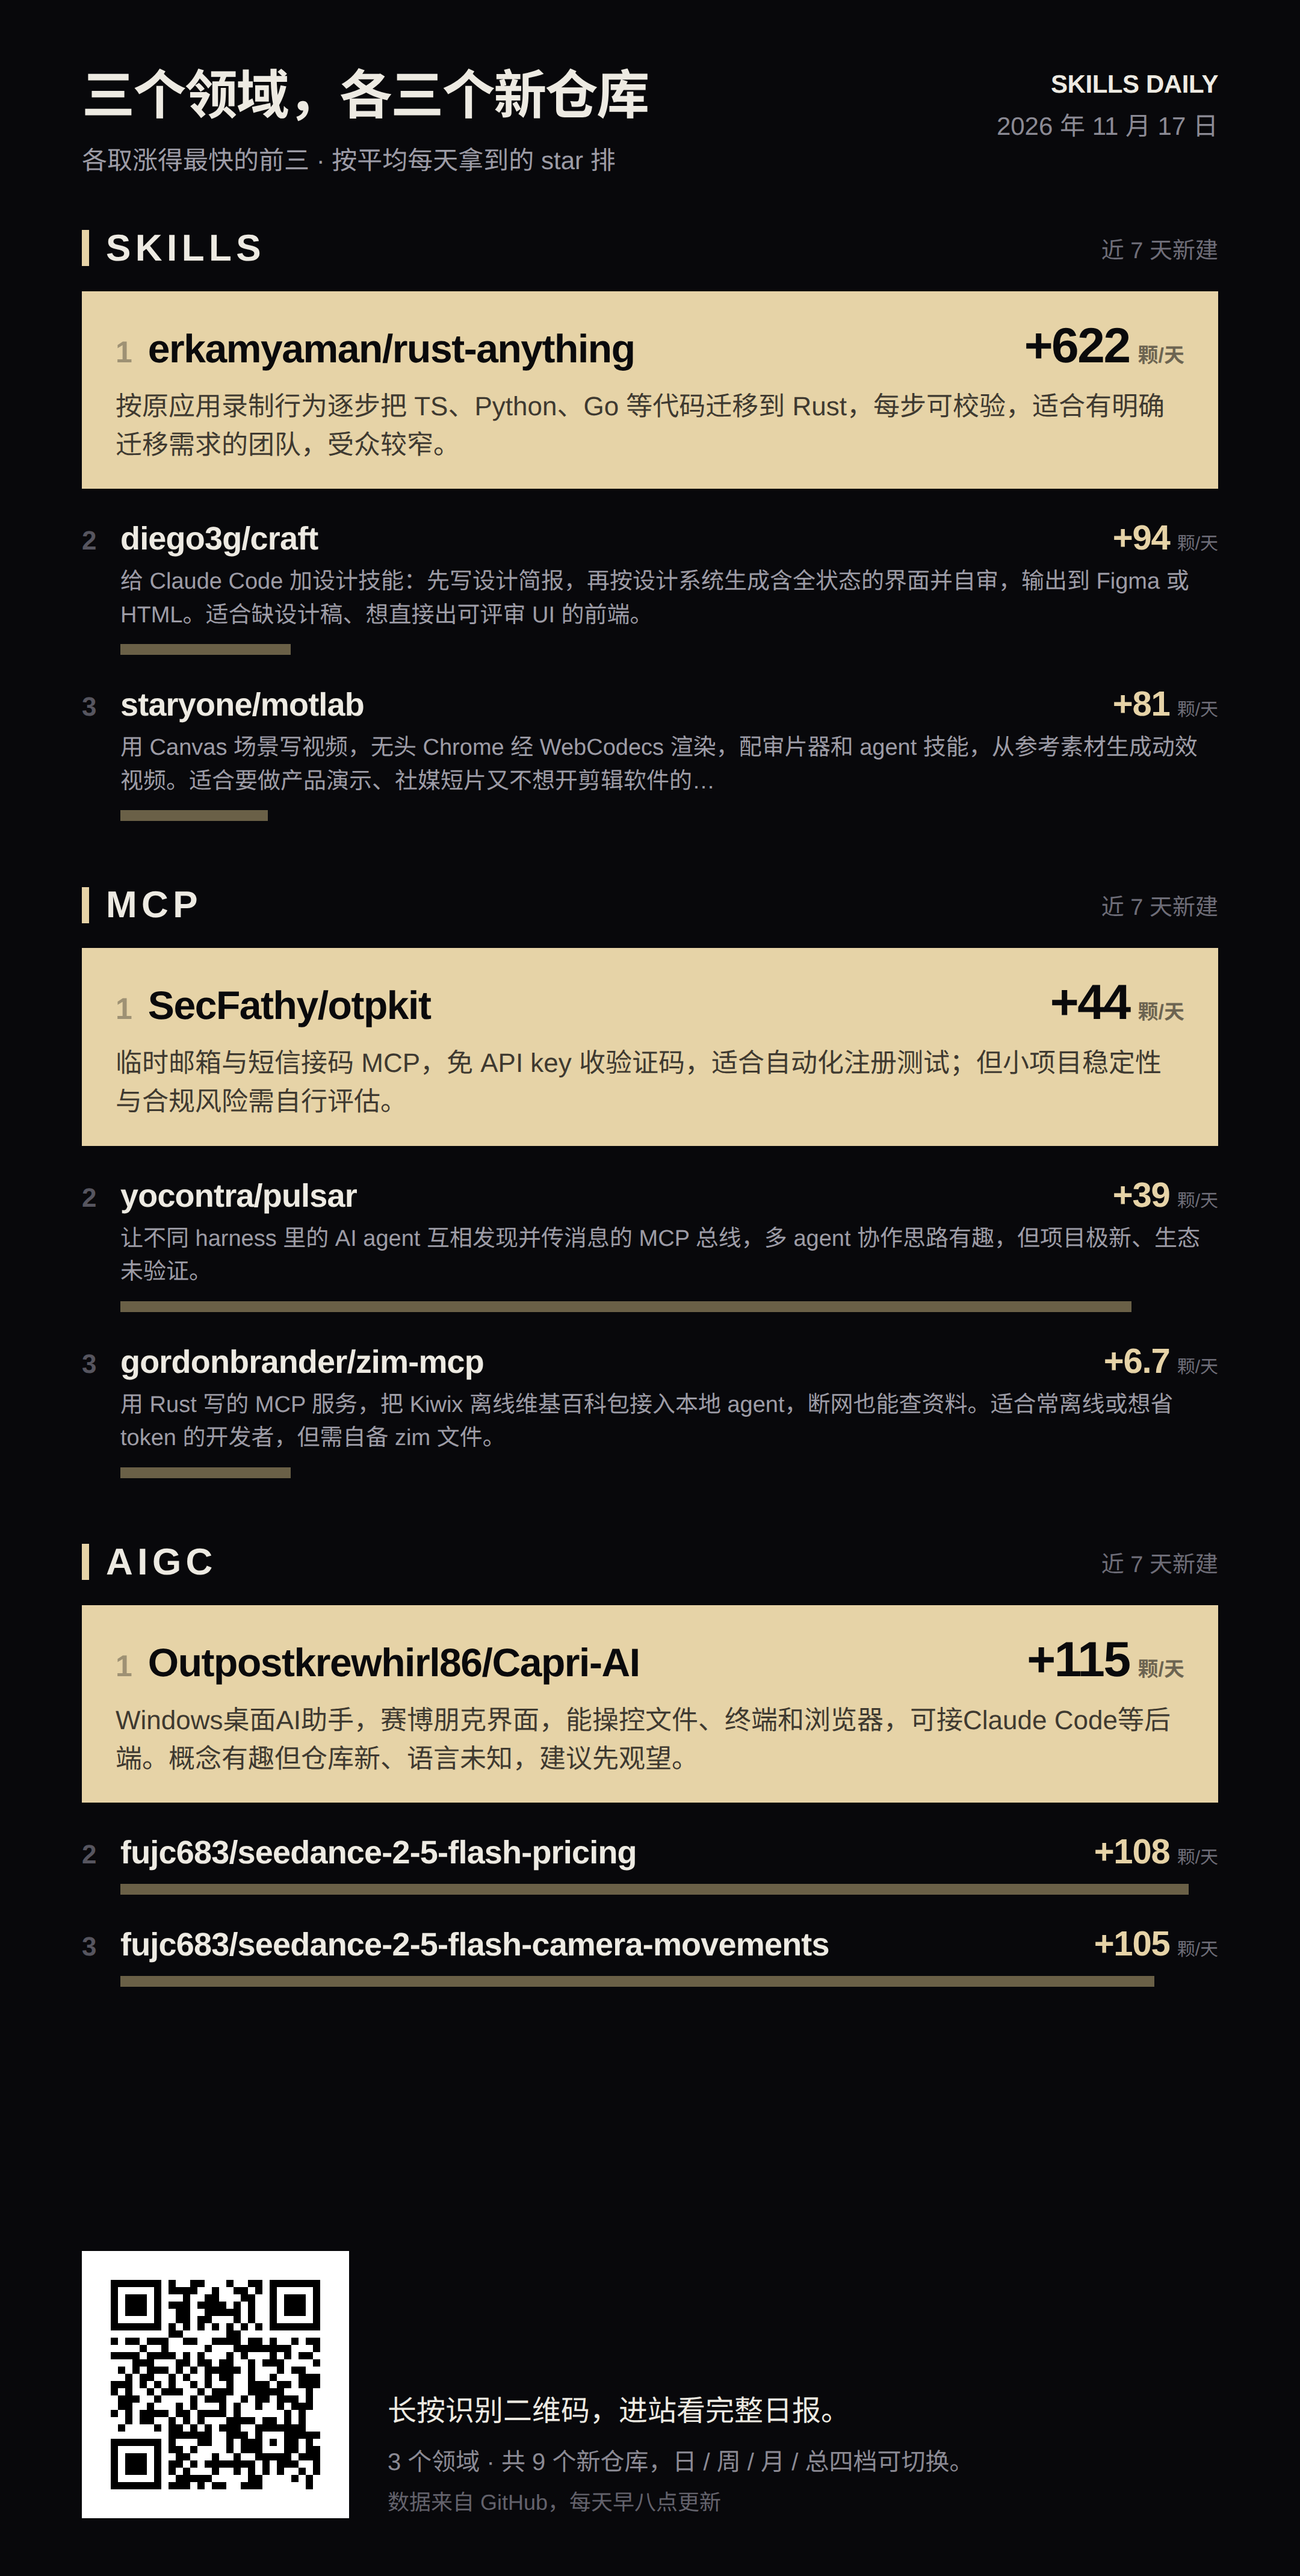 三个领域，各三个新仓库
SKILLS DAILY
2026 年 11 月 17 日
各取涨得最快的前三 · 按平均每天拿到的 star 排
SKILLS
近 7 天新建
1 erkamyaman/rust-anything +622 颗/天
按原应用录制行为逐步把 TS、Python、Go 等代码迁移到 Rust，每步可校验，适合有明确
迁移需求的团队，受众较窄。
2 diego3g/craft +94 颗/天
给 Claude Code 加设计技能：先写设计简报，再按设计系统生成含全状态的界面并自审，输出到 Figma 或
HTML。适合缺设计稿、想直接出可评审 UI 的前端。
3 staryone/motlab +81 颗/天
用 Canvas 场景写视频，无头 Chrome 经 WebCodecs 渲染，配审片器和 agent 技能，从参考素材生成动效
视频。适合要做产品演示、社媒短片又不想开剪辑软件的…
MCP
近 7 天新建
1 SecFathy/otpkit +44 颗/天
临时邮箱与短信接码 MCP，免 API key 收验证码，适合自动化注册测试；但小项目稳定性
与合规风险需自行评估。
2 yocontra/pulsar +39 颗/天
让不同 harness 里的 AI agent 互相发现并传消息的 MCP 总线，多 agent 协作思路有趣，但项目极新、生态
未验证。
3 gordonbrander/zim-mcp +6.7 颗/天
用 Rust 写的 MCP 服务，把 Kiwix 离线维基百科包接入本地 agent，断网也能查资料。适合常离线或想省
token 的开发者，但需自备 zim 文件。
AIGC
近 7 天新建
1 Outpostkrewhirl86/Capri-AI +115 颗/天
Windows桌面AI助手，赛博朋克界面，能操控文件、终端和浏览器，可接Claude Code等后
端。概念有趣但仓库新、语言未知，建议先观望。
2 fujc683/seedance-2-5-flash-pricing +108 颗/天
3 fujc683/seedance-2-5-flash-camera-movements +105 颗/天
长按识别二维码，进站看完整日报。
3 个领域 · 共 9 个新仓库，日 / 周 / 月 / 总四档可切换。
数据来自 GitHub，每天早八点更新